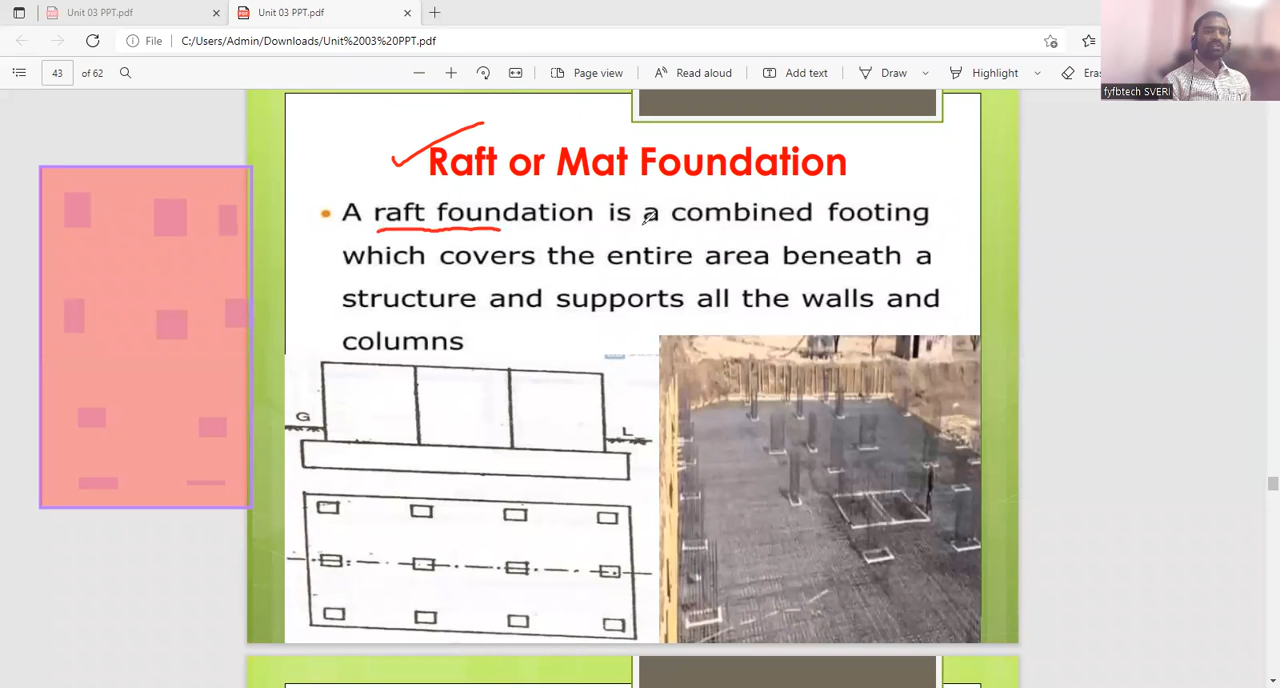 Unit 03 PPT.pdf
Unit 03 PPT.pdf
File
C:/Users/Admin/Downloads/Unit%2003%20PPT.pdf
43 of 62
Page view
Read aloud
Add text
Draw
Highlight
Eras
fyfbtech SVERI
Raft or Mat Foundation
A raft foundation is a combined footing
which covers the entire area beneath a
structure and supports all the walls and
columns
G
L